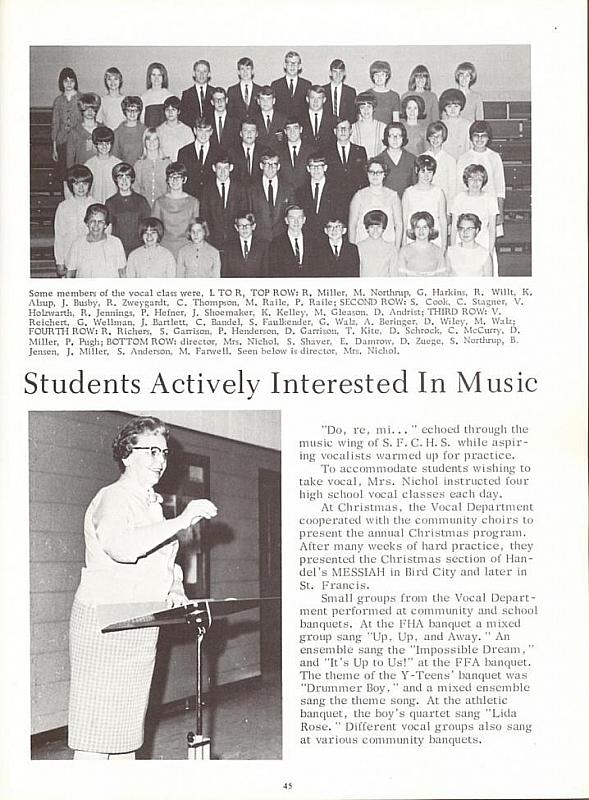 Some members of the vocal class were, L TO R, TOP ROW: R, Miller, M. Northrup, G, Harkins, R. Willt, K.
Alsup, J. Busby, R. Zweygardt, C. Thompson, M. Raile, P. Raile; SECOND ROW: S. Cook, C. Stagner, V.
Holzwarth, R. Jennings, P. Hefner, J. Shoemaker, K. Kelley, M. Gleason, D. Andrist; THIRD ROW: V.
Reichert, G. Wellman, J. Bartlett, C. Bandel, S. Faulkender, G. Walz, A. Beringer, D. Wiley, M. Walz;
FOURTH ROW: R, Richers, S, Garrison, P. Henderson, D. Garrison, T. Kite, D, Schrock, C. McCurry, D.
Miller, P. Pugh; BOTTOM ROW: director, Mrs. Nichol, S. Shaver, E. Damrow, D. Zuege, S. Northrup, B.
Jensen, J. Miller, S. Anderson, M. Farwell. Seen below is director, Mrs. Nichol.
Students Actively Interested In Music
"Do, re, mi... " echoed through the
music wing of S. F. C. H. S. while aspir-
ing vocalists warmed up for practice.
To accommodate students wishing to
take vocal, Mrs. Nichol instructed four
high school vocal classes each day.
At Christmas, the Vocal Department
cooperated with the community choirs to
present the annual Christmas program.
After many weeks of hard practice, they
presented the Christmas section of Han-
del's MESSIAH in Bird City and later in
St. Francis.
Small groups from the Vocal Depart-
ment performed at community and school
banquets. At the FHA banquet a mixed
group sang "Up, Up, and Away. " An
ensemble sang the "Impossible Dream, "
and "It's Up to Us!" at the FFA banquet.
The theme of the Y-Teens' banquet was
"Drummer Boy, " and a mixed ensemble
sang the theme song. At the athletic
banquet, the boy's quartet sang "Lida
Rose. " Different vocal groups also sang
at various community banquets.
45